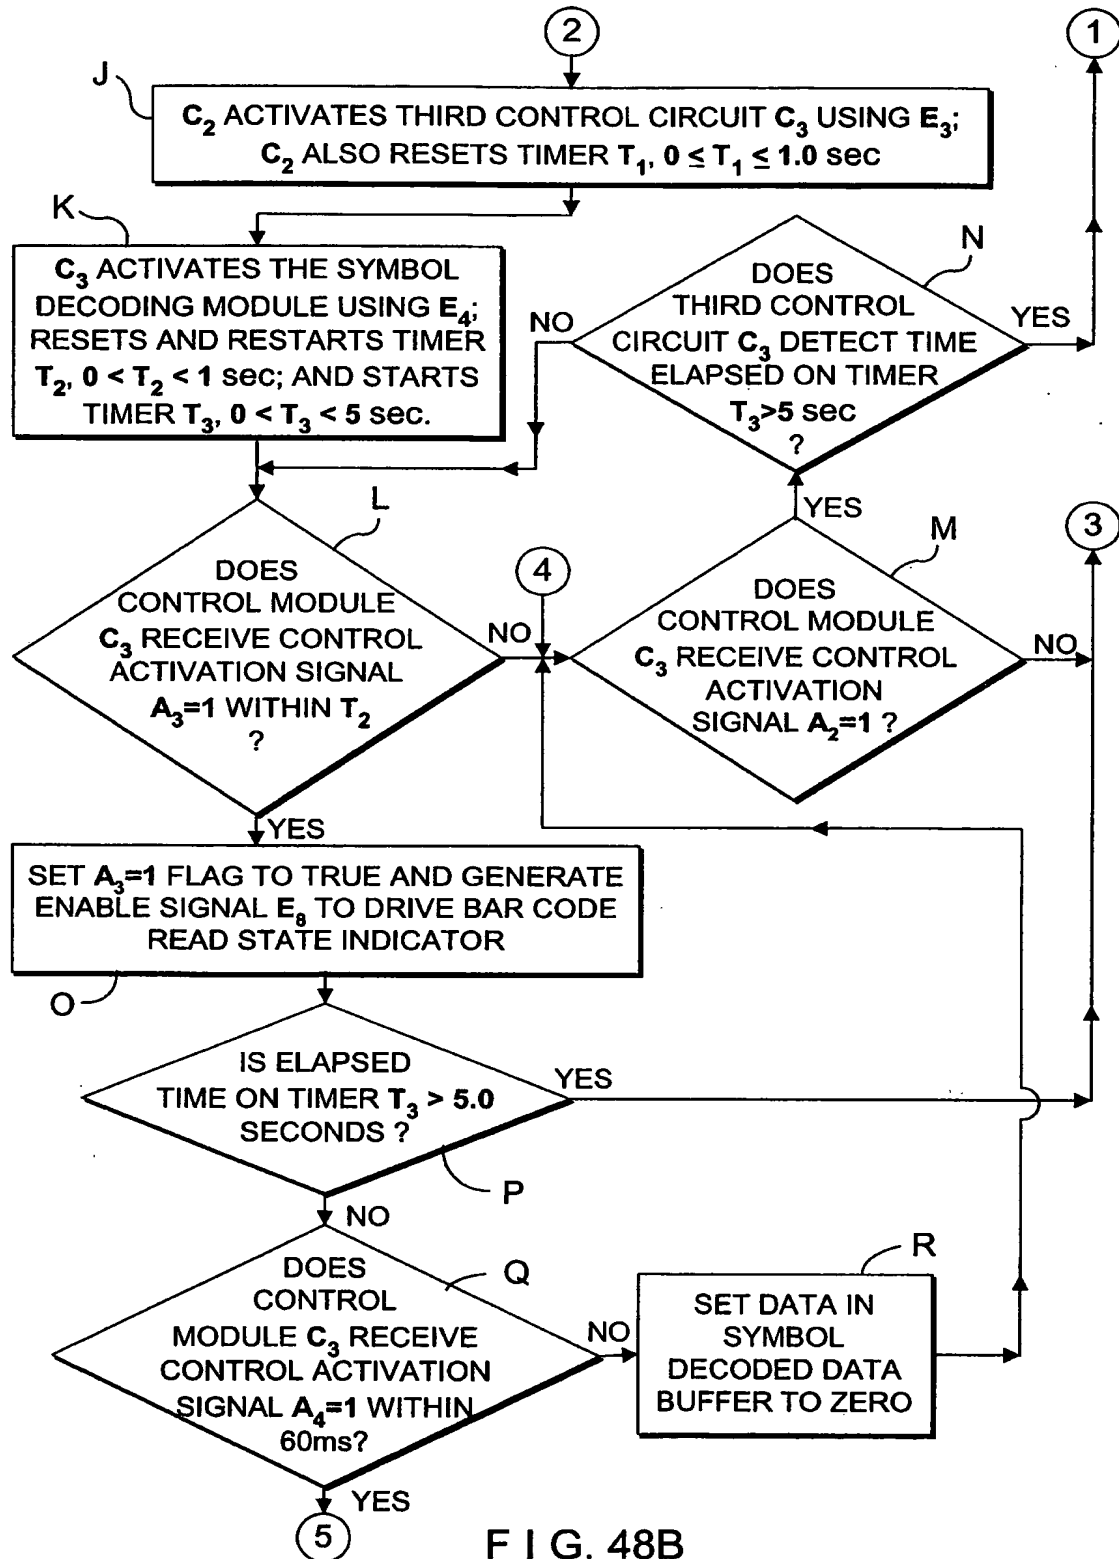 2
1
J
C2 ACTIVATES THIRD CONTROL CIRCUIT C3 USING E3;
C2 ALSO RESETS TIMER T1, 0 ≤ T1 ≤ 1.0 sec
K
C3 ACTIVATES THE SYMBOL
DECODING MODULE USING E4;
RESETS AND RESTARTS TIMER
T2, 0 < T2 < 1 sec; AND STARTS
TIMER T3, 0 < T3 < 5 sec.
N
DOES
THIRD CONTROL
CIRCUIT C3 DETECT TIME
ELAPSED ON TIMER
T3>5 sec
?
NO
YES
L
DOES
CONTROL MODULE
C3 RECEIVE CONTROL
ACTIVATION SIGNAL
A3=1 WITHIN T2
?
NO
4
YES
M
DOES
CONTROL MODULE
C3 RECEIVE CONTROL
ACTIVATION
SIGNAL A2=1 ?
NO
3
YES
SET A3=1 FLAG TO TRUE AND GENERATE
ENABLE SIGNAL E8 TO DRIVE BAR CODE
READ STATE INDICATOR
O
IS ELAPSED
TIME ON TIMER T3 > 5.0
SECONDS ?
YES
P
NO
DOES
CONTROL
MODULE C3 RECEIVE
CONTROL ACTIVATION
SIGNAL A4=1 WITHIN
60ms?
Q
NO
R
SET DATA IN
SYMBOL
DECODED DATA
BUFFER TO ZERO
YES
5
F I G. 48B